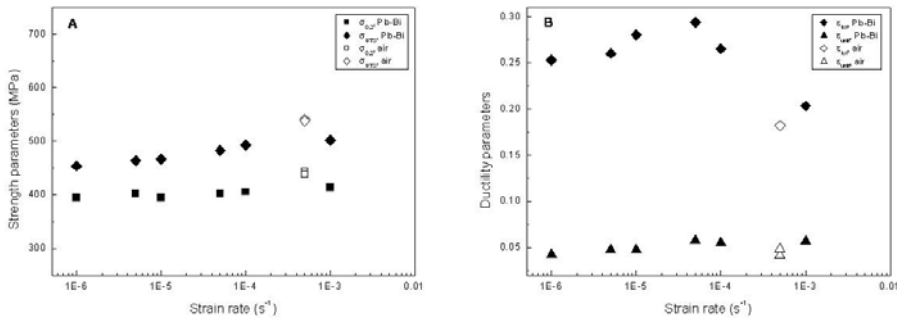 A
σ0.2, Pb-Bi
σUTS, Pb-Bi
σ0.2, air
σUTS, air
700
600
500
400
300
Strength parameters (MPa)
1E-6
1E-5
1E-4
1E-3
0.01
Strain rate (s⁻¹)
B
εtot, Pb-Bi
εunif, Pb-Bi
εtot, air
εunif, air
0.30
0.25
0.20
0.15
0.10
0.05
Ductility parameters
1E-6
1E-5
1E-4
1E-3
0.01
Strain rate (s⁻¹)